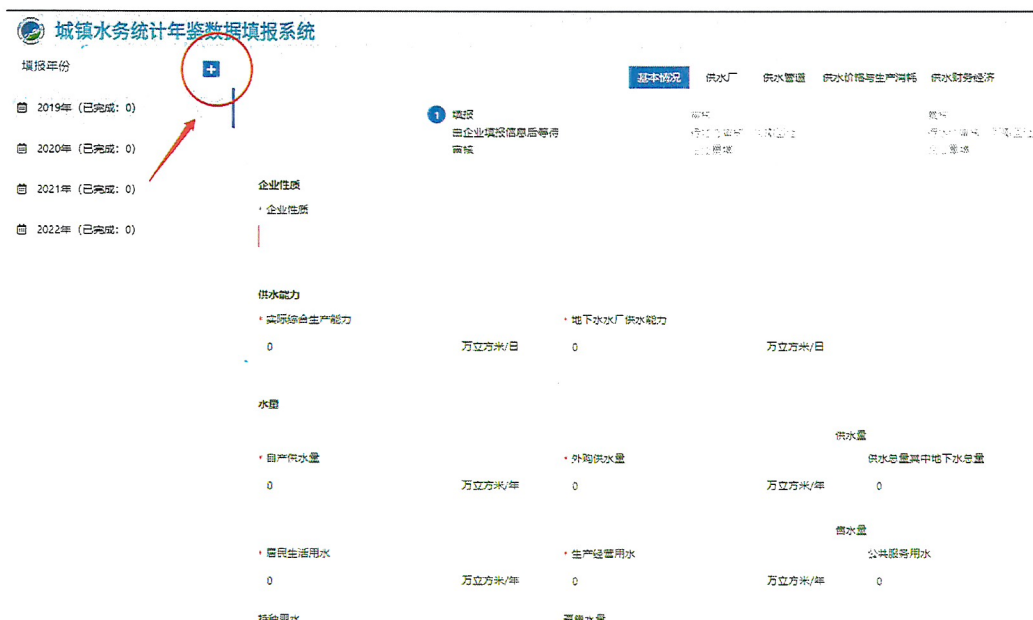 城镇水务统计年鉴数据填报系统
填报年份
基本情况 供水厂 供水管道 供水价格与生产消耗 供水财务经济
2019年（已完成：0）
2020年（已完成：0）
2021年（已完成：0）
2022年（已完成：0）
1 填报
由企业填报信息后等待
审核
企业性质
* 企业性质
供水能力
* 实际综合生产能力 * 地下水水厂供水能力
0 万立方米/日 0 万立方米/日
水量
供水量
* 自产供水量 * 外购供水量 供水总量其中地下水总量
0 万立方米/年 0 万立方米/年 0
售水量
* 居民生活用水 * 生产经营用水 公共服务用水
0 万立方米/年 0 万立方米/年 0